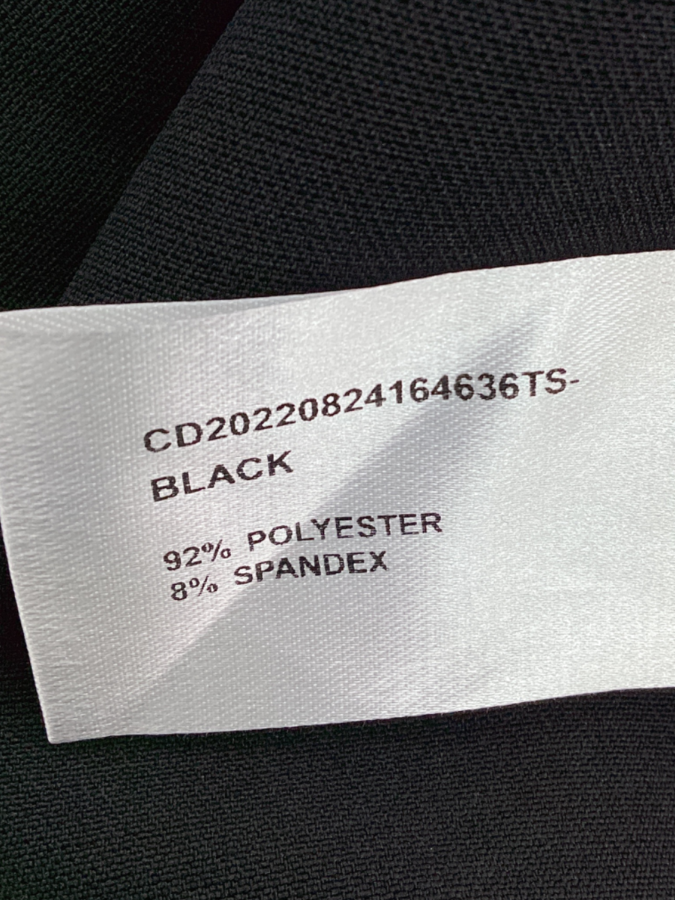 CD20220824164636TS-
BLACK
92% POLYESTER
8% SPANDEX